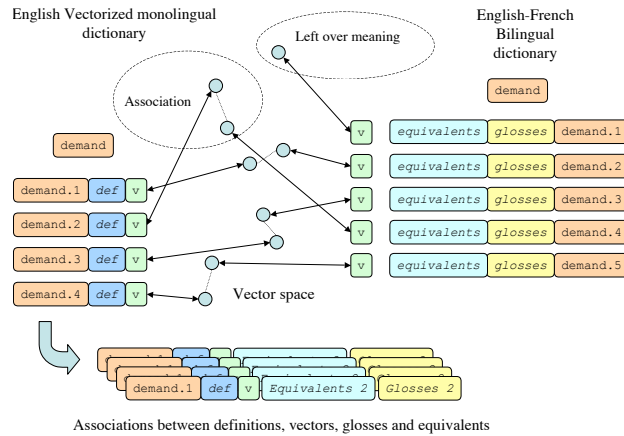 English Vectorized monolingual
dictionary
English-French
Bilingual
dictionary
Left over meaning
Association
demand
demand
demand.1 def v
demand.2 def v
demand.3 def v
demand.4 def v
v equivalents glosses demand.1
v equivalents glosses demand.2
v equivalents glosses demand.3
v equivalents glosses demand.4
v equivalents glosses demand.5
Vector space
demand.1 def v Equivalents 2 Glosses 2
Associations between definitions, vectors, glosses and equivalents